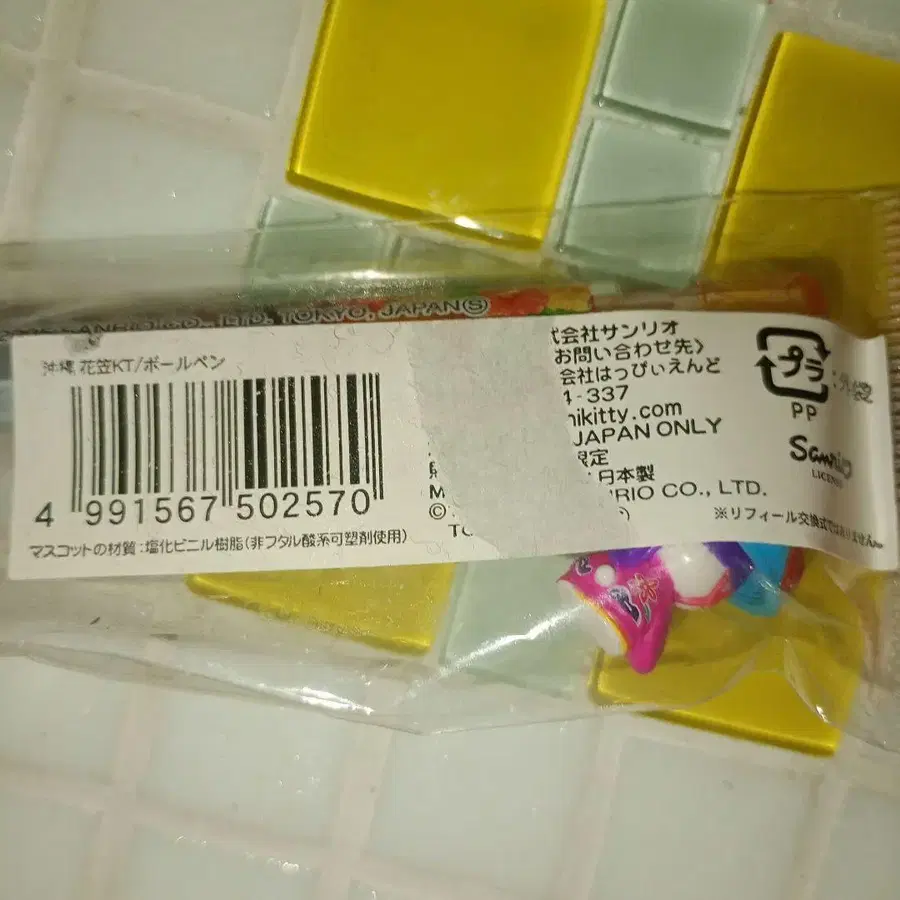 CO., LTD. TOKYO, JAPANⓈ
沖縄 花笠KT/ボールペン
4 991567 502570
マスコットの材質:塩化ビニル樹脂(非フタル酸系可塑剤使用)
式会社サンリオ
お問い合わせ先〉
会社はっぴぃえんど
4-337
nikitty.com
JAPAN ONLY
限定
日本製
M
RIO CO., LTD.
©
TO
※リフィール交換式ではありません。
プラ
:外袋
PP
Sanrio
LICENSE